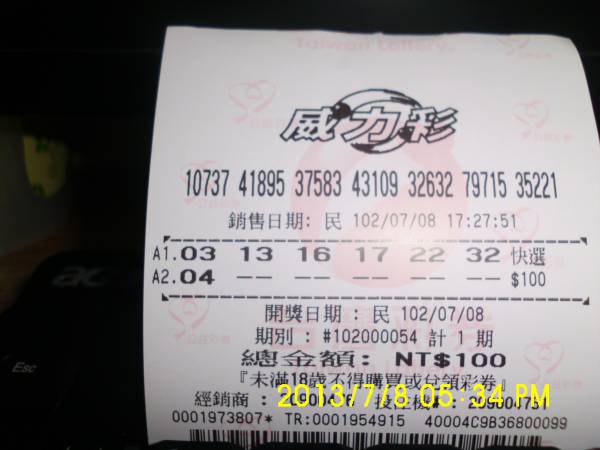 Taiwan Lottery
威力彩
10737 41895 37583 43109 32632 79715 35221
銷售日期: 民 102/07/08 17:27:51
A1. 03 13 16 17 22 32 快選
A2. 04 -- -- -- -- -- $100
開獎日期 : 民 102/07/08
期別 : #102000054 計 1 期
總金額: NT$100
『未滿18歲不得購買或兌領彩券』
經銷商 :
2013/7/8 05:34 PM
0001973807* TR:0001954915 40004C9B36800099
Esc